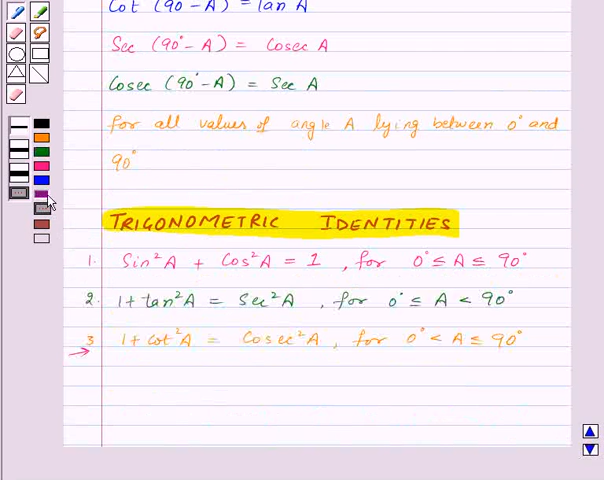 Cot (90° - A) = tan A
Sec (90° - A) = Cosec A
Cosec (90° - A) = Sec A
for all values of angle A lying between 0° and
90°
TRIGONOMETRIC IDENTITIES
1. Sin²A + Cos²A = 1 , for 0° ≤ A ≤ 90°
2. 1 + tan²A = Sec²A , for 0° ≤ A < 90°
3 1 + cot²A = Cosec²A , for 0° < A ≤ 90°